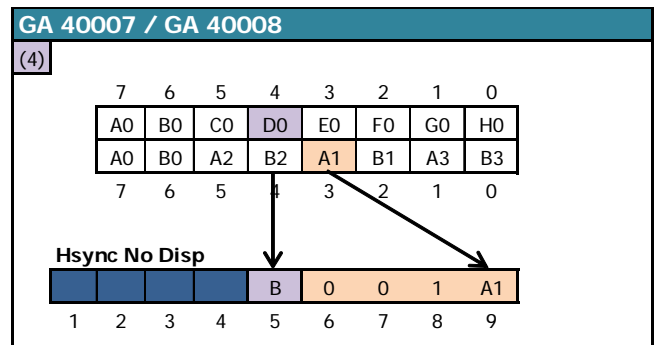 GA 40007 / GA 40008
(4)
7 6 5 4 3 2 1 0
A0 B0 C0 D0 E0 F0 G0 H0
A0 B0 A2 B2 A1 B1 A3 B3
7 6 5 4 3 2 1 0
Hsync No Disp
B 0 0 1 A1
1 2 3 4 5 6 7 8 9